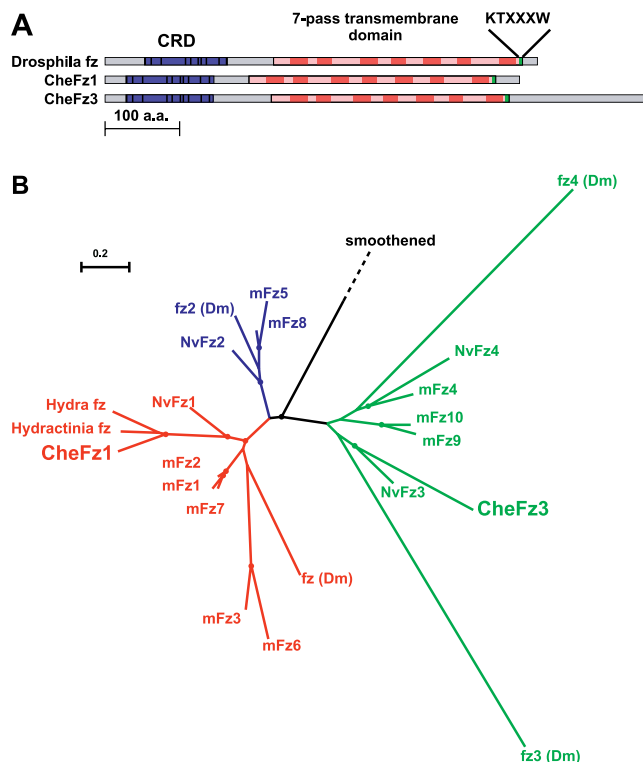 A
CRD
7-pass transmembrane
domain
KTXXXW
Drosphila fz
CheFz1
CheFz3
100 a.a.
B
0.2
smoothened
fz4 (Dm)
mFz5
fz2 (Dm)
mFz8
NvFz2
NvFz4
mFz4
mFz10
mFz9
Hydra fz
NvFz1
Hydractinia fz
CheFz1
mFz2
mFz1
mFz7
NvFz3
CheFz3
fz (Dm)
mFz3
mFz6
fz3 (Dm)